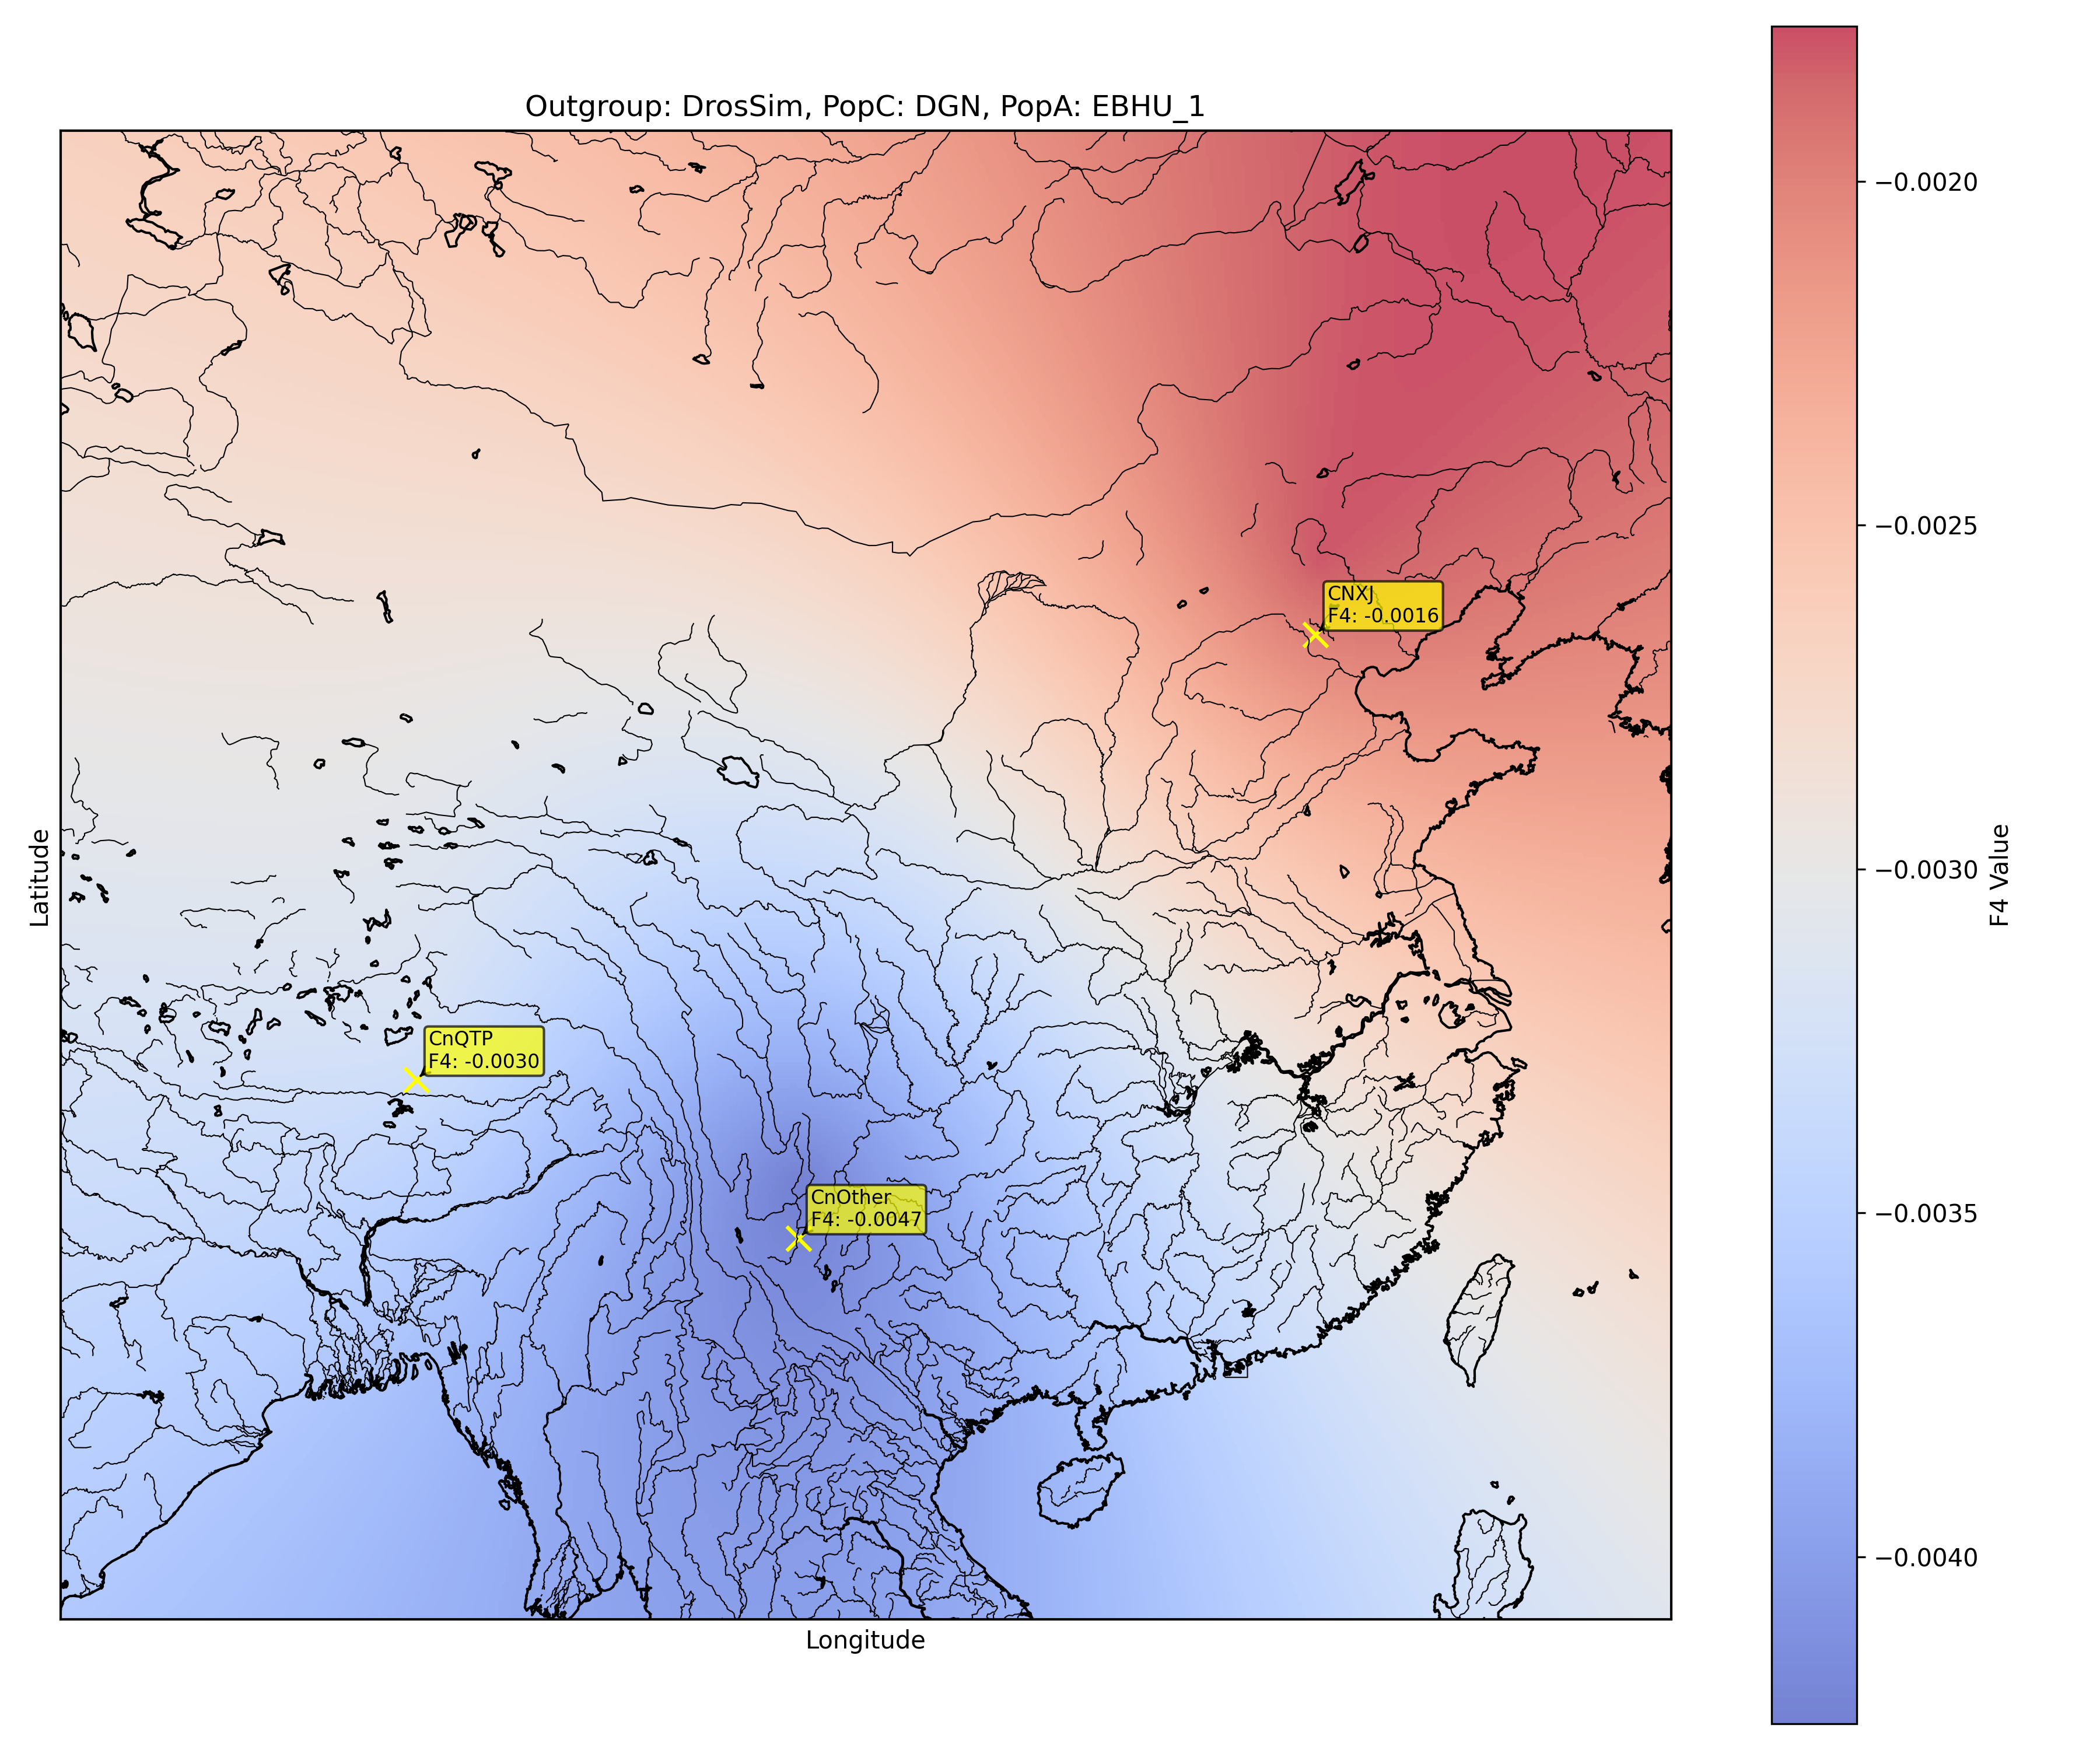 Outgroup: DrosSim, PopC: DGN, PopA: EBHU_1
CNXJ
F4: -0.0016
CnQTP
F4: -0.0030
CnOther
F4: -0.0047
Latitude
Longitude
−0.0020
−0.0025
−0.0030
−0.0035
−0.0040
F4 Value